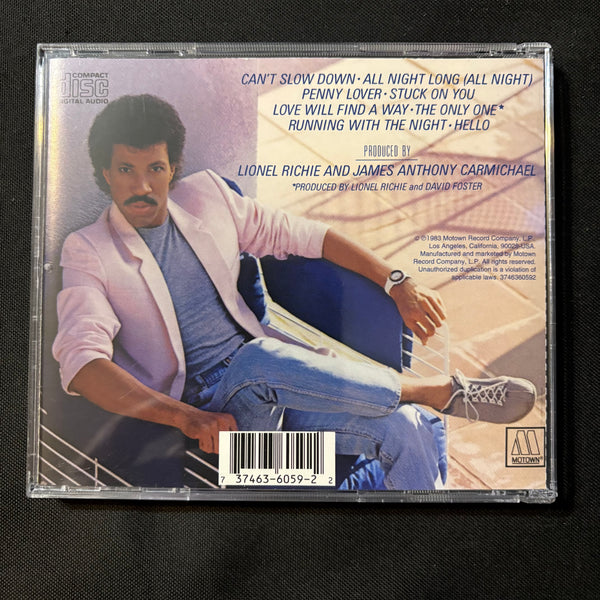 COMPACT
disc
DIGITAL AUDIO
CAN'T SLOW DOWN · ALL NIGHT LONG (ALL NIGHT)
PENNY LOVER · STUCK ON YOU
LOVE WILL FIND A WAY · THE ONLY ONE*
RUNNING WITH THE NIGHT · HELLO
PRODUCED BY
LIONEL RICHIE AND JAMES ANTHONY CARMICHAEL
*PRODUCED BY LIONEL RICHIE and DAVID FOSTER
© ℗1983 Motown Record Company, L.P.
Los Angeles, California, 90028-USA.
Manufactured and marketed by Motown
Record Company, L.P. All rights reserved.
Unauthorized duplication is a violation of
applicable laws. 3746360592
7 37463-6059-2 2
M
MOTOWN®